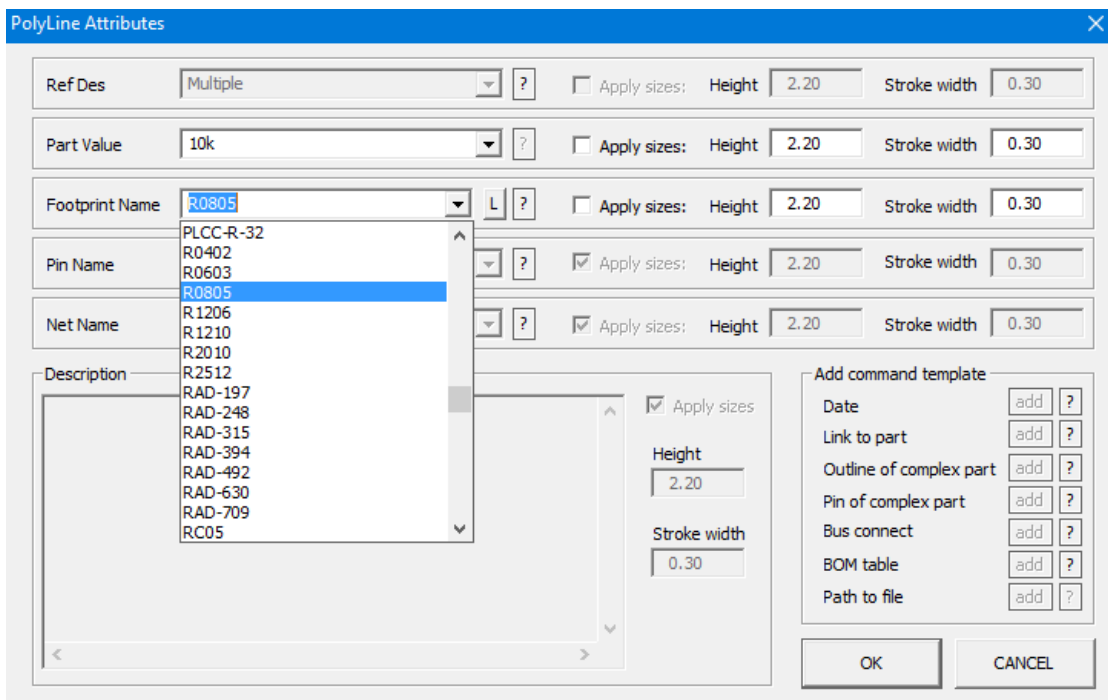 PolyLine Attributes
Ref Des Multiple ? Apply sizes: Height 2.20 Stroke width 0.30
Part Value 10k ? Apply sizes: Height 2.20 Stroke width 0.30
Footprint Name R0805 L ? Apply sizes: Height 2.20 Stroke width 0.30
PLCC-R-32
R0402
R0603
R0805
R1206
R1210
R2010
R2512
RAD-197
RAD-248
RAD-315
RAD-394
RAD-492
RAD-630
RAD-709
RC05
Pin Name ? Apply sizes: Height 2.20 Stroke width 0.30
Net Name ? Apply sizes: Height 2.20 Stroke width 0.30
Description
Apply sizes
Height
2.20
Stroke width
0.30
Add command template
Date add ?
Link to part add ?
Outline of complex part add ?
Pin of complex part add ?
Bus connect add ?
BOM table add ?
Path to file add ?
OK CANCEL